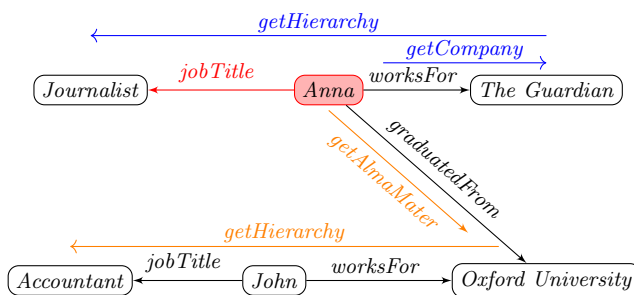 getHierarchy
getCompany
jobTitle
worksFor
Journalist
Anna
The Guardian
graduatedFrom
getAlmaMater
getHierarchy
jobTitle
worksFor
Accountant
John
Oxford University